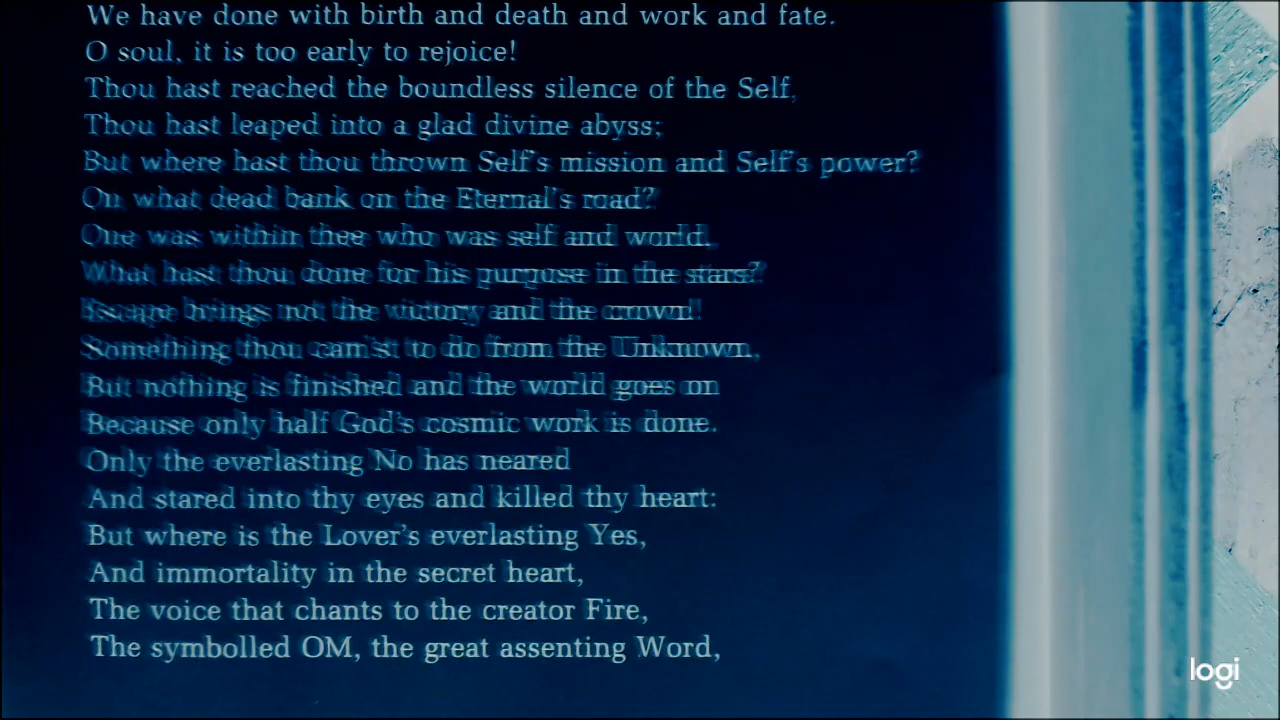 We have done with birth and death and work and fate.
O soul, it is too early to rejoice!
Thou hast reached the boundless silence of the Self,
Thou hast leaped into a glad divine abyss;
But where hast thou thrown Self's mission and Self's power?
On what dead bank on the Eternal's road?
One was within thee who was self and world,
What hast thou done for his purpose in the stars?
Escape brings not the victory and the crown!
Something thou cam'st to do from the Unknown,
But nothing is finished and the world goes on
Because only half God's cosmic work is done.
Only the everlasting No has neared
And stared into thy eyes and killed thy heart:
But where is the Lover's everlasting Yes,
And immortality in the secret heart,
The voice that chants to the creator Fire,
The symbolled OM, the great assenting Word,
logi